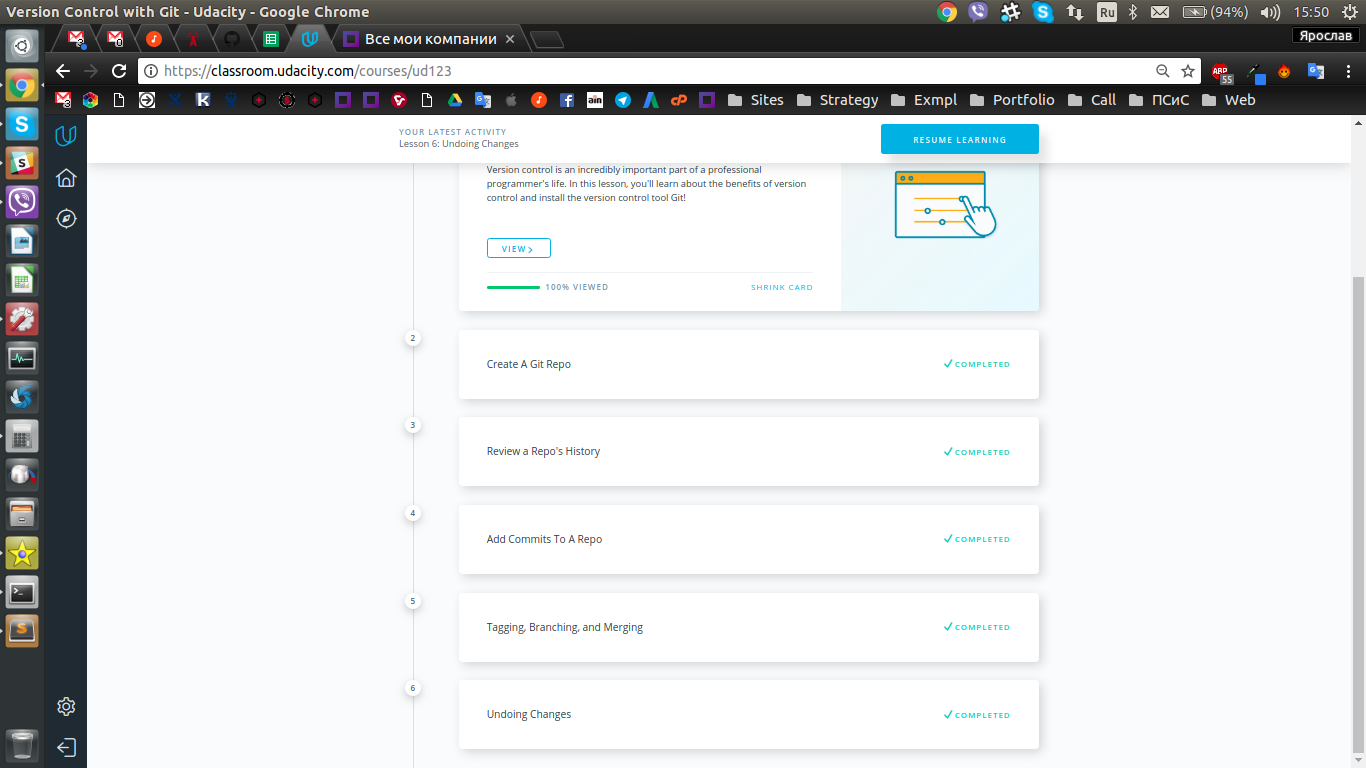 Version Control with Git - Udacity - Google Chrome
Ru
(94%)
15:50
Все мои компании
Ярослав
https://classroom.udacity.com/courses/ud123
ABP
55
ain
cP
Sites
Strategy
Exmpl
Portfolio
Call
ПСиС
Web
YOUR LATEST ACTIVITY
Lesson 6: Undoing Changes
RESUME LEARNING
Version control is an incredibly important part of a professional
programmer's life. In this lesson, you'll learn about the benefits of version
control and install the version control tool Git!
VIEW
100% VIEWED
SHRINK CARD
2
Create A Git Repo
COMPLETED
3
Review a Repo's History
COMPLETED
4
Add Commits To A Repo
COMPLETED
5
Tagging, Branching, and Merging
COMPLETED
6
Undoing Changes
COMPLETED